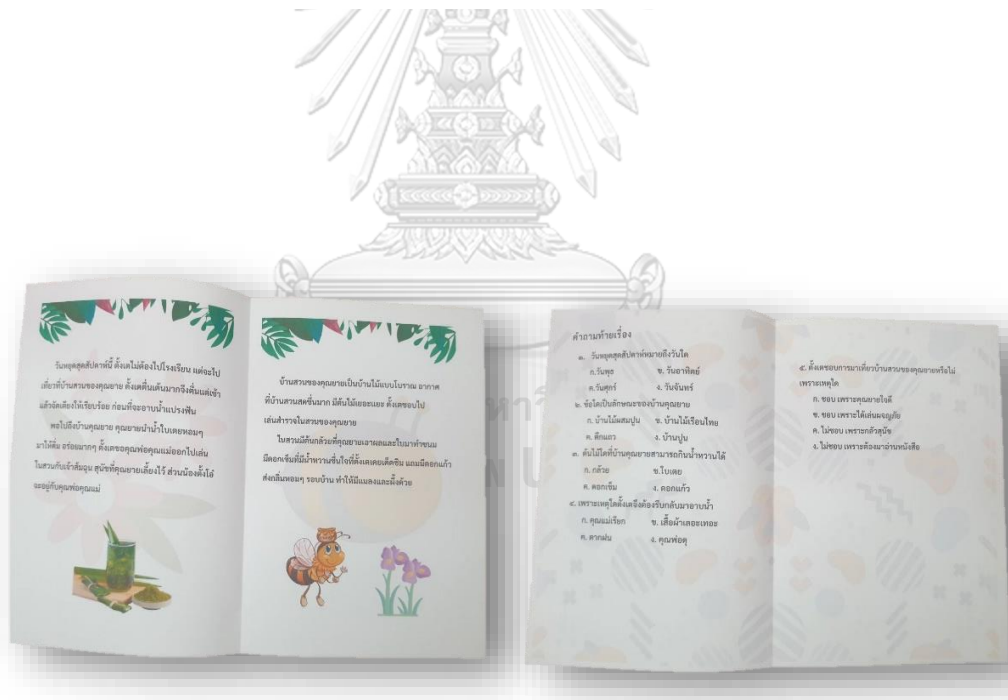 วันหยุดสุดสัปดาห์นี้ ตั้งเตไม่ต้องไปโรงเรียน แต่จะไป
เที่ยวที่บ้านสวนของคุณยาย ตั้งเตตื่นเต้นมากจึงตื่นแต่เช้า
แล้วจัดเตียงให้เรียบร้อย ก่อนที่จะอาบน้ำแปรงฟัน
พอไปถึงบ้านคุณยาย คุณยายนำน้ำใบเตยหอมๆ
มาให้ดื่ม อร่อยมากๆ ตั้งเตขอคุณพ่อคุณแม่ออกไปเล่น
ในสวนกับเจ้าส้มฉุน สุนัขที่คุณยายเลี้ยงไว้ ส่วนน้องตั้งโอ๋
จะอยู่กับคุณพ่อคุณแม่
บ้านสวนของคุณยายเป็นบ้านไม้แบบโบราณ อากาศ
ที่บ้านสวนสดชื่นมาก มีต้นไม้เยอะแยะ ตั้งเตชอบไป
เล่นสำรวจในสวนของคุณยาย
ในสวนมีต้นกล้วยที่คุณยายเอาผลและใบมาทำขนม
มีดอกเข็มที่มีน้ำหวานชื่นใจที่ตั้งเตเคยเด็ดชิม แถมมีดอกแก้ว
ส่งกลิ่นหอมๆ รอบบ้าน ทำให้มีแมลงและผึ้งด้วย
คำถามท้ายเรื่อง
๑. วันหยุดสุดสัปดาห์หมายถึงวันใด
ก.วันพุธ ข. วันอาทิตย์
ค.วันศุกร์ ง. วันจันทร์
๒. ข้อใดเป็นลักษณะของบ้านคุณยาย
ก. บ้านไม้ผสมปูน ข. บ้านไม้เรือนไทย
ค. ตึกแถว ง. บ้านปูน
๓. ต้นไม้ใดที่บ้านคุณยายสามารถกินน้ำหวานได้
ก. กล้วย ข.ใบเตย
ค. ดอกเข็ม ง. ดอกแก้ว
๔. เพราะเหตุใดตั้งเตจึงต้องรีบกลับมาอาบน้ำ
ก. คุณแม่เรียก ข. เสื้อผ้าเลอะเทอะ
ค. ตากฝน ง. คุณพ่อดุ
๕. ตั้งเตชอบการมาเที่ยวบ้านสวนของคุณยายหรือไม่
เพราะเหตุใด
ก. ชอบ เพราะคุณยายใจดี
ข. ชอบ เพราะได้เล่นผจญภัย
ค. ไม่ชอบ เพราะกลัวสุนัข
ง. ไม่ชอบ เพราะต้องมาอ่านหนังสือ